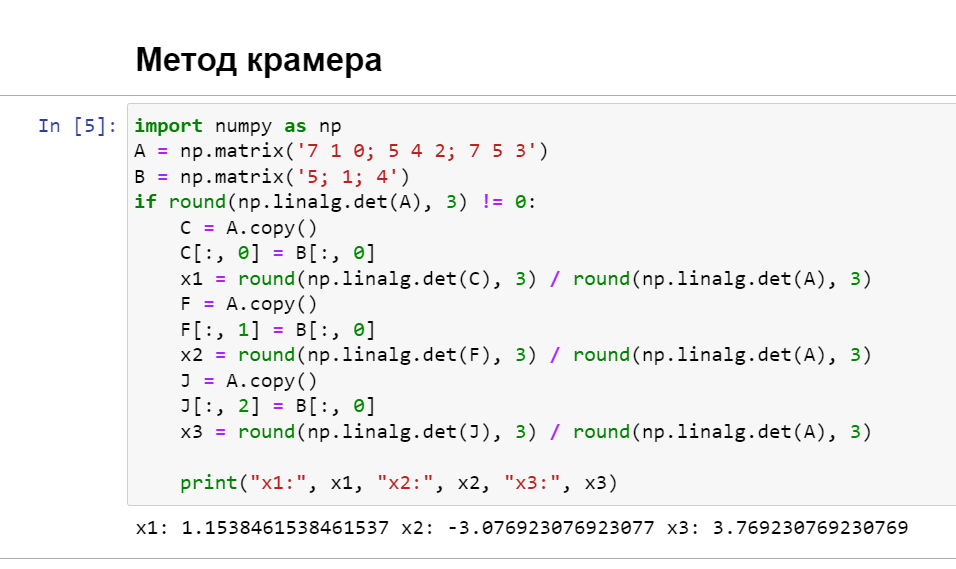 Метод крамера
In [5]:
import numpy as np
A = np.matrix('7 1 0; 5 4 2; 7 5 3')
B = np.matrix('5; 1; 4')
if round(np.linalg.det(A), 3) != 0:
    C = A.copy()
    C[:, 0] = B[:, 0]
    x1 = round(np.linalg.det(C), 3) / round(np.linalg.det(A), 3)
    F = A.copy()
    F[:, 1] = B[:, 0]
    x2 = round(np.linalg.det(F), 3) / round(np.linalg.det(A), 3)
    J = A.copy()
    J[:, 2] = B[:, 0]
    x3 = round(np.linalg.det(J), 3) / round(np.linalg.det(A), 3)
    print("x1:", x1, "x2:", x2, "x3:", x3)
x1: 1.1538461538461537 x2: -3.076923076923077 x3: 3.769230769230769